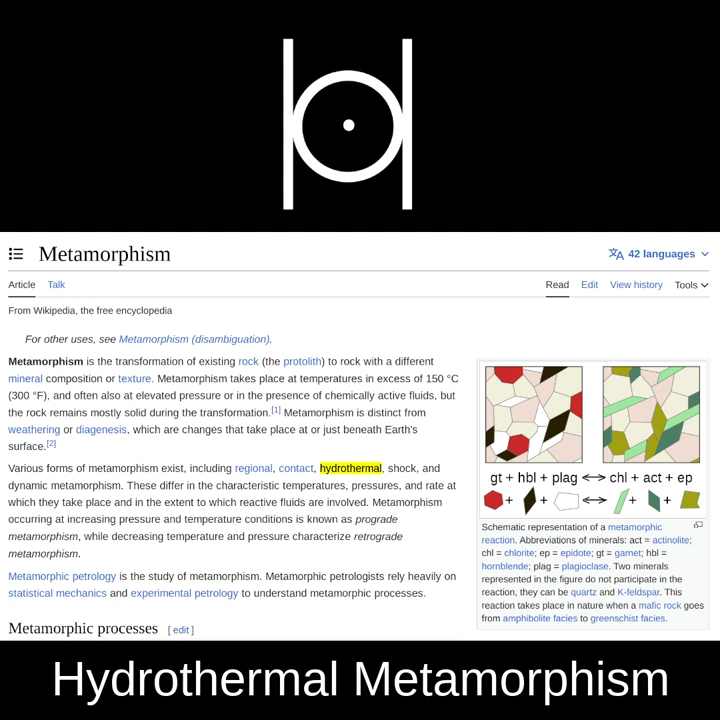 Metamorphism
42 languages
Article Talk Read Edit View history Tools
From Wikipedia, the free encyclopedia
For other uses, see Metamorphism (disambiguation).
Metamorphism is the transformation of existing rock (the protolith) to rock with a different
mineral composition or texture. Metamorphism takes place at temperatures in excess of 150 °C
(300 °F), and often also at elevated pressure or in the presence of chemically active fluids, but
the rock remains mostly solid during the transformation.[1] Metamorphism is distinct from
weathering or diagenesis, which are changes that take place at or just beneath Earth's
surface.[2]
Various forms of metamorphism exist, including regional, contact, hydrothermal, shock, and
dynamic metamorphism. These differ in the characteristic temperatures, pressures, and rate at
which they take place and in the extent to which reactive fluids are involved. Metamorphism
occurring at increasing pressure and temperature conditions is known as prograde
metamorphism, while decreasing temperature and pressure characterize retrograde
metamorphism.
Metamorphic petrology is the study of metamorphism. Metamorphic petrologists rely heavily on
statistical mechanics and experimental petrology to understand metamorphic processes.
gt + hbl + plag <=> chl + act + ep
+ + <=> + +
Schematic representation of a metamorphic
reaction. Abbreviations of minerals: act = actinolite;
chl = chlorite; ep = epidote; gt = garnet; hbl =
hornblende; plag = plagioclase. Two minerals
represented in the figure do not participate in the
reaction, they can be quartz and K-feldspar. This
reaction takes place in nature when a mafic rock goes
from amphibolite facies to greenschist facies.
Metamorphic processes [ edit ]
Hydrothermal Metamorphism